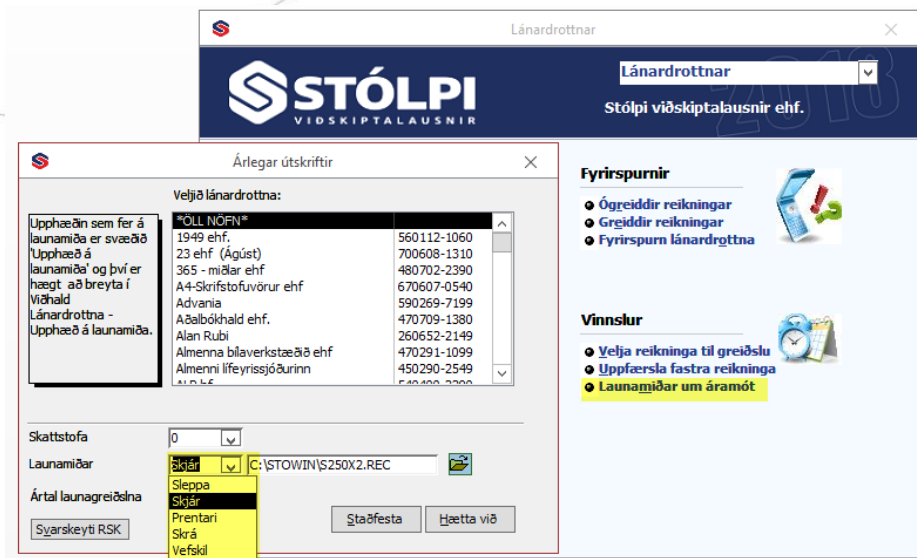 Lánardrottnar
STÓLPI
VIÐSKIPTALAUSNIR
Lánardrottnar
Stólpi viðskiptalausnir ehf.
2018
Árlegar útskriftir
Veljið lánardrottna:
Upphæðin sem fer á
launamiða er svæðið
'Upphæð á
launamiða' og því er
hægt að breyta í
Viðhald
Lánardrottna -
Upphæð á launamiða.
*ÖLL NÖFN*
1949 ehf. 560112-1060
23 ehf (Ágúst) 700608-1310
365 - miðlar ehf 480702-2390
A4-Skrifstofuvörur ehf 670607-0540
Advania 590269-7199
Aðalbókhald ehf. 470709-1380
Alan Rubi 260652-2149
Almenna bílaverkstæðið ehf 470291-1099
Almenni lífeyrissjóðurinn 450290-2549
Skattstofa 0
Launamiðar Skjár C:\STOWIN\S250X2.REC
Sleppa
Skjár
Prentari
Skrá
Vefskil
Ártal launagreiðslna
Svarskeyti RSK
Staðfesta Hætta við
Fyrirspurnir
Ógreiddir reikningar
Greiddir reikningar
Fyrirspurn lánardrottna
Vinnslur
Velja reikninga til greiðslu
Uppfærsla fastra reikninga
Launamiðar um áramót